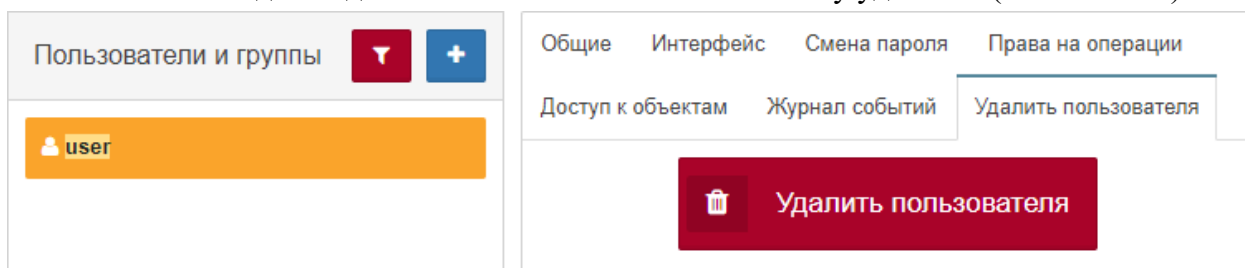 Пользователи и группы
user
Общие Интерфейс Смена пароля Права на операции
Доступ к объектам Журнал событий Удалить пользователя
Удалить пользователя